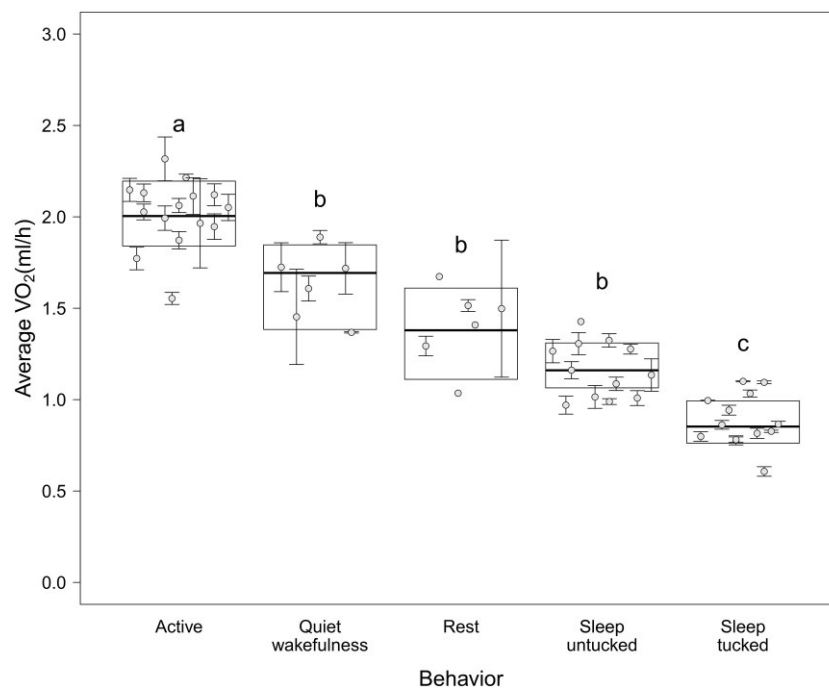 3.0
2.5
2.0
1.5
1.0
0.5
0.0
Average VO₂(ml/h)
a
b
b
b
c
Active
Quiet
wakefulness
Rest
Sleep
untucked
Sleep
tucked
Behavior